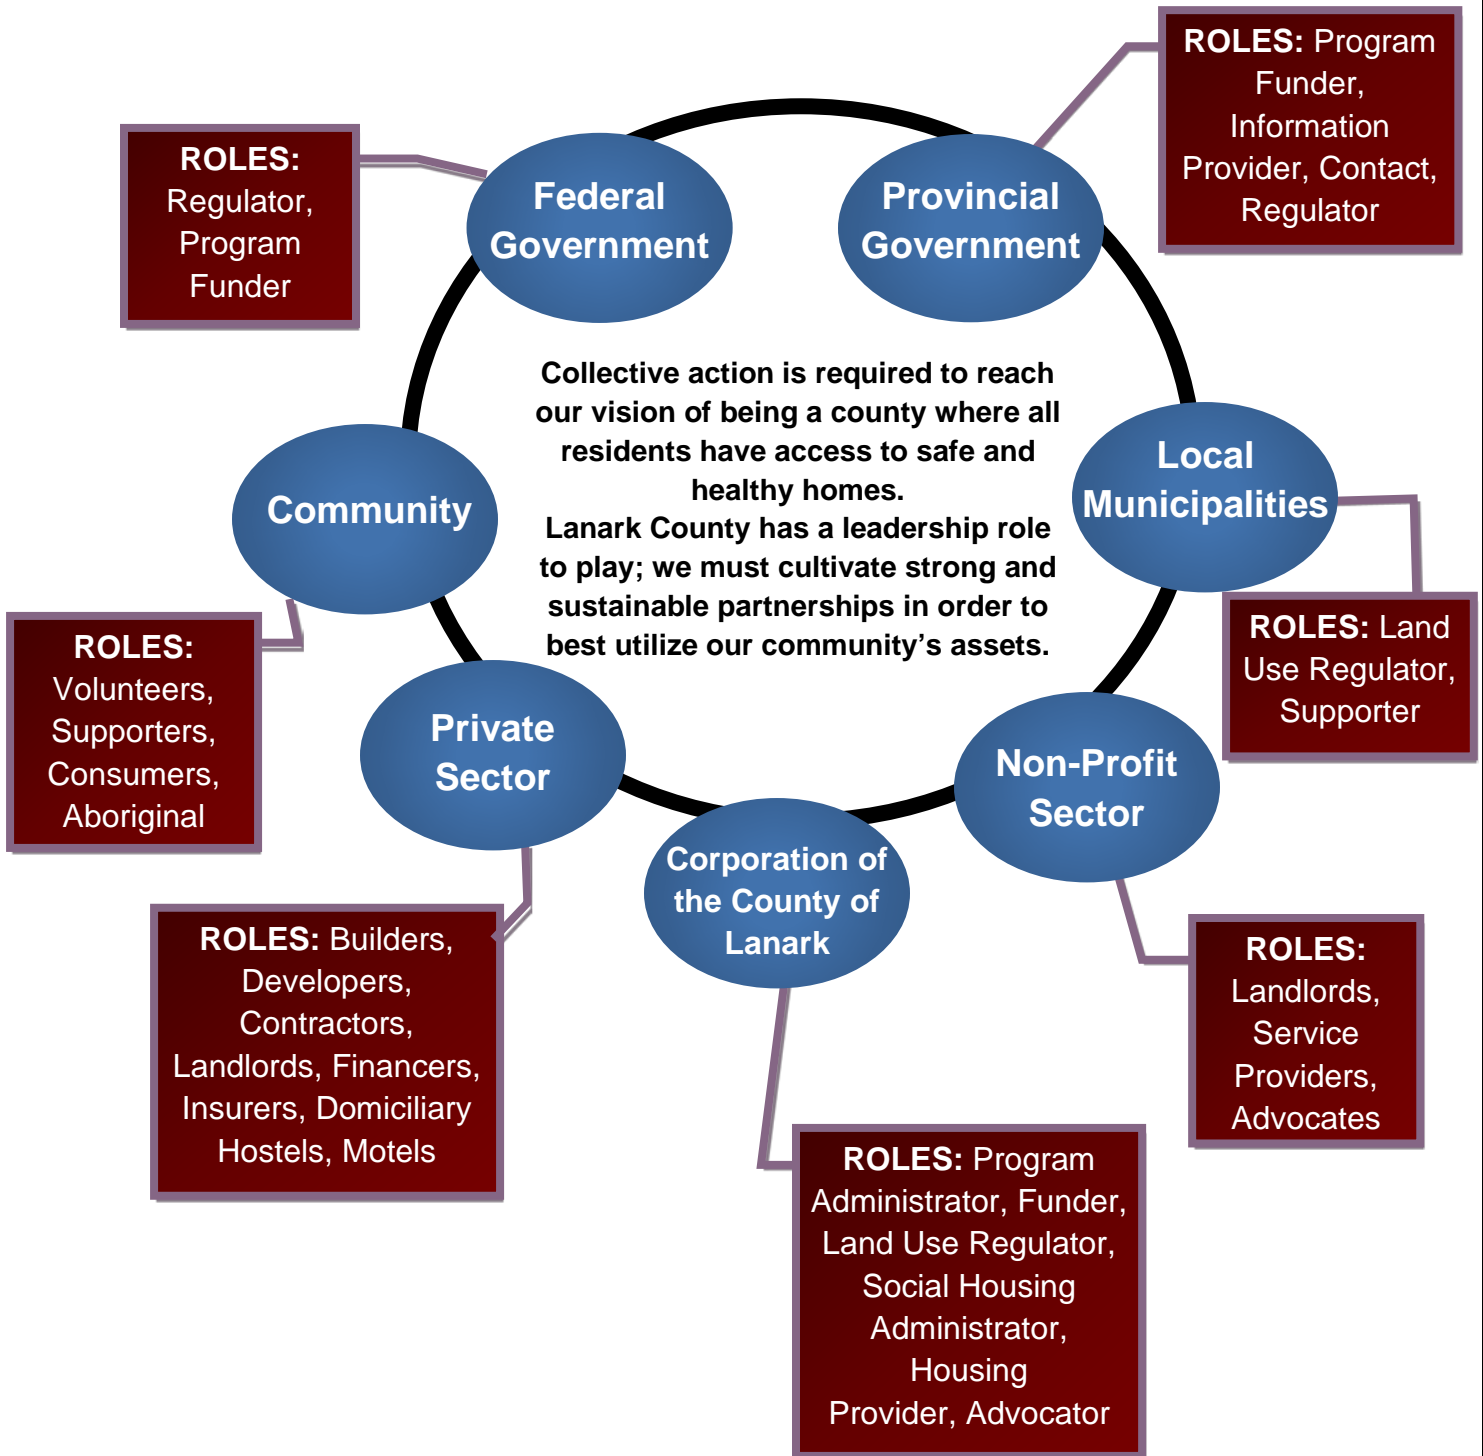 Federal
Government
ROLES:
Regulator,
Program
Funder
Provincial
Government
ROLES: Program
Funder,
Information
Provider, Contact,
Regulator
Collective action is required to reach
our vision of being a county where all
residents have access to safe and
healthy homes.
Lanark County has a leadership role
to play; we must cultivate strong and
sustainable partnerships in order to
best utilize our community’s assets.
Community
ROLES:
Volunteers,
Supporters,
Consumers,
Aboriginal
Local
Municipalities
ROLES: Land
Use Regulator,
Supporter
Private
Sector
ROLES: Builders,
Developers,
Contractors,
Landlords, Financers,
Insurers, Domiciliary
Hostels, Motels
Non-Profit
Sector
ROLES:
Landlords,
Service
Providers,
Advocates
Corporation of
the County of
Lanark
ROLES: Program
Administrator, Funder,
Land Use Regulator,
Social Housing
Administrator,
Housing
Provider, Advocator